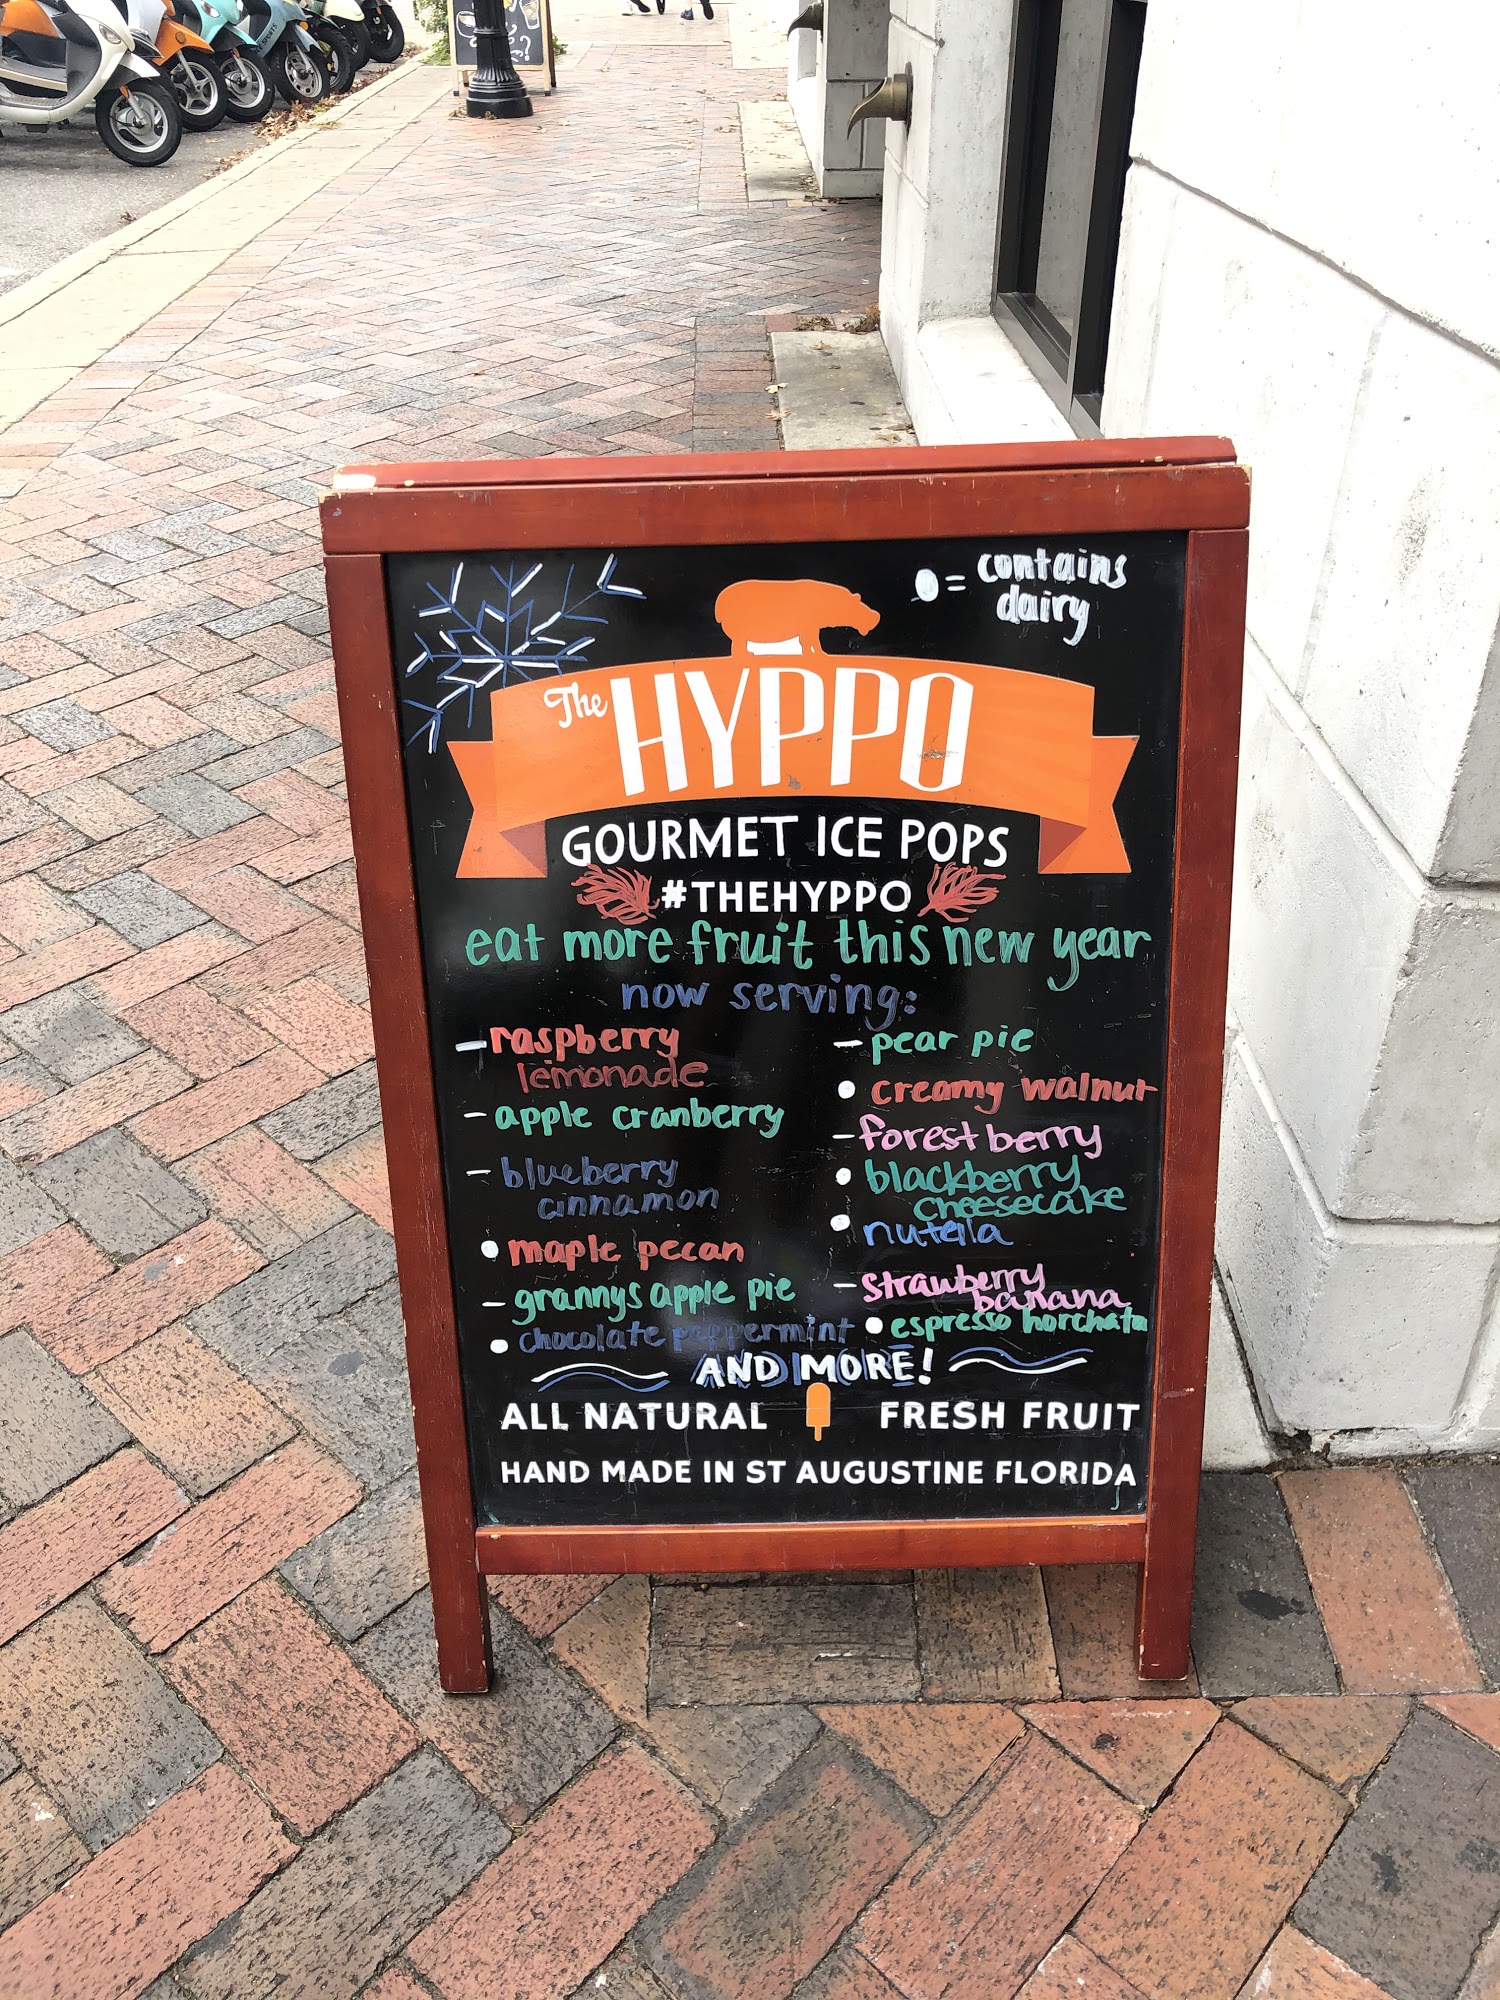 ● = contains
dairy
The HYPPO
GOURMET ICE POPS
#THEHYPPO
eat more fruit this new year
now serving:
- raspberry
lemonade
- apple cranberry
- blueberry
cinnamon
● maple pecan
- grannys apple pie
● chocolate peppermint
- pear pie
● creamy walnut
- forest berry
● blackberry
cheesecake
● nutella
- strawberry
banana
● espresso horchata
AND MORE!
ALL NATURAL FRESH FRUIT
HAND MADE IN ST AUGUSTINE FLORIDA